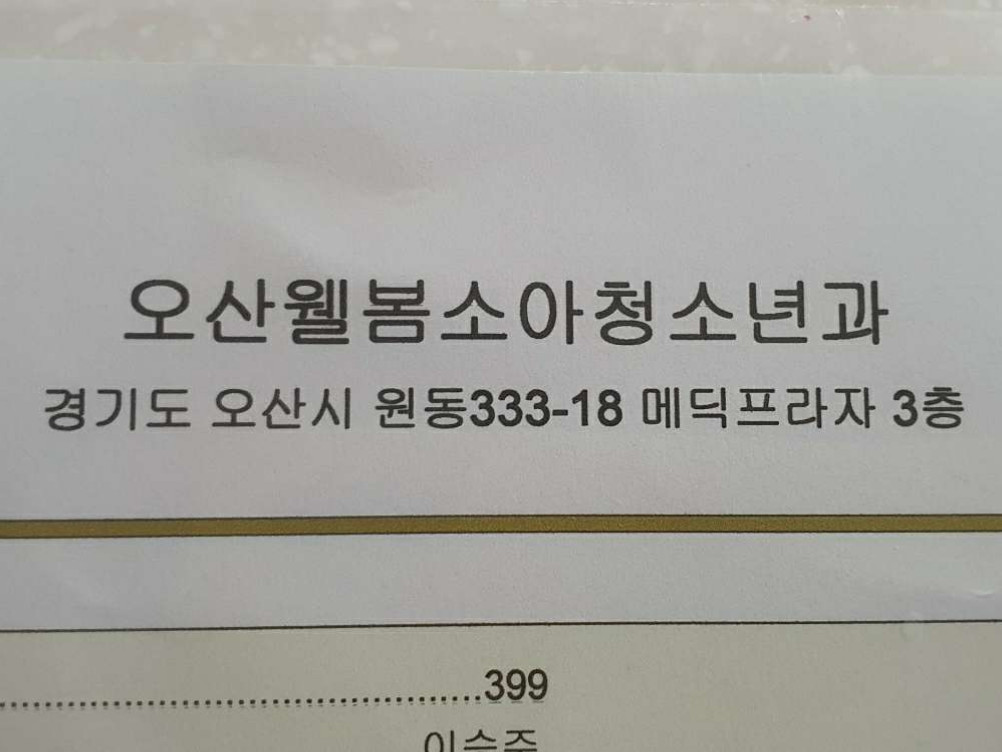 오산웰봄소아청소년과
경기도 오산시 원동333-18 메딕프라자 3층
........................................399